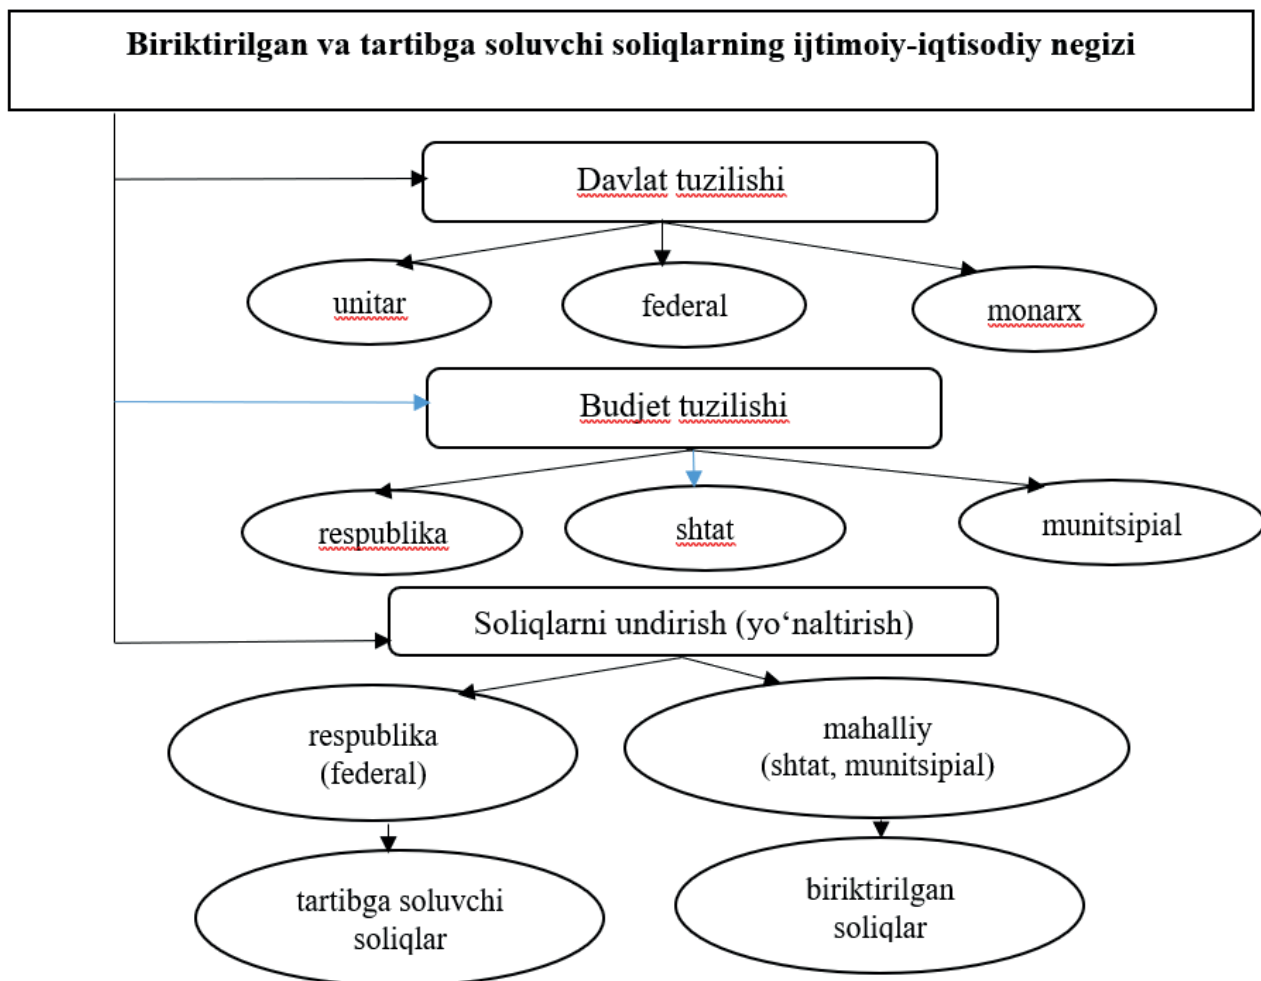 Biriktirilgan va tartibga soluvchi soliqlarning ijtimoiy-iqtisodiy negizi
Davlat tuzilishi
unitar
federal
monarx
Budjet tuzilishi
respublika
shtat
munitsipial
Soliqlarni undirish (yo‘naltirish)
respublika
(federal)
mahalliy
(shtat, munitsipial)
tartibga soluvchi
soliqlar
biriktirilgan
soliqlar